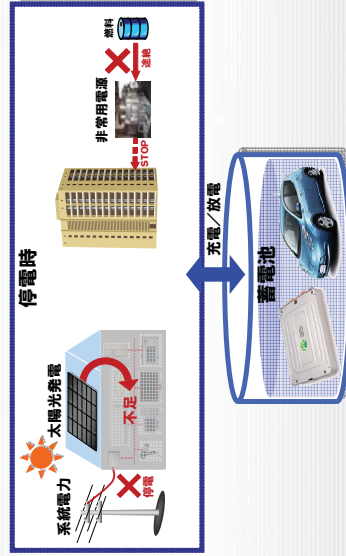 停電時
系統電力
停電
太陽光発電
不足
STOP
非常用電源
途絶
燃料
充電／放電
蓄電池